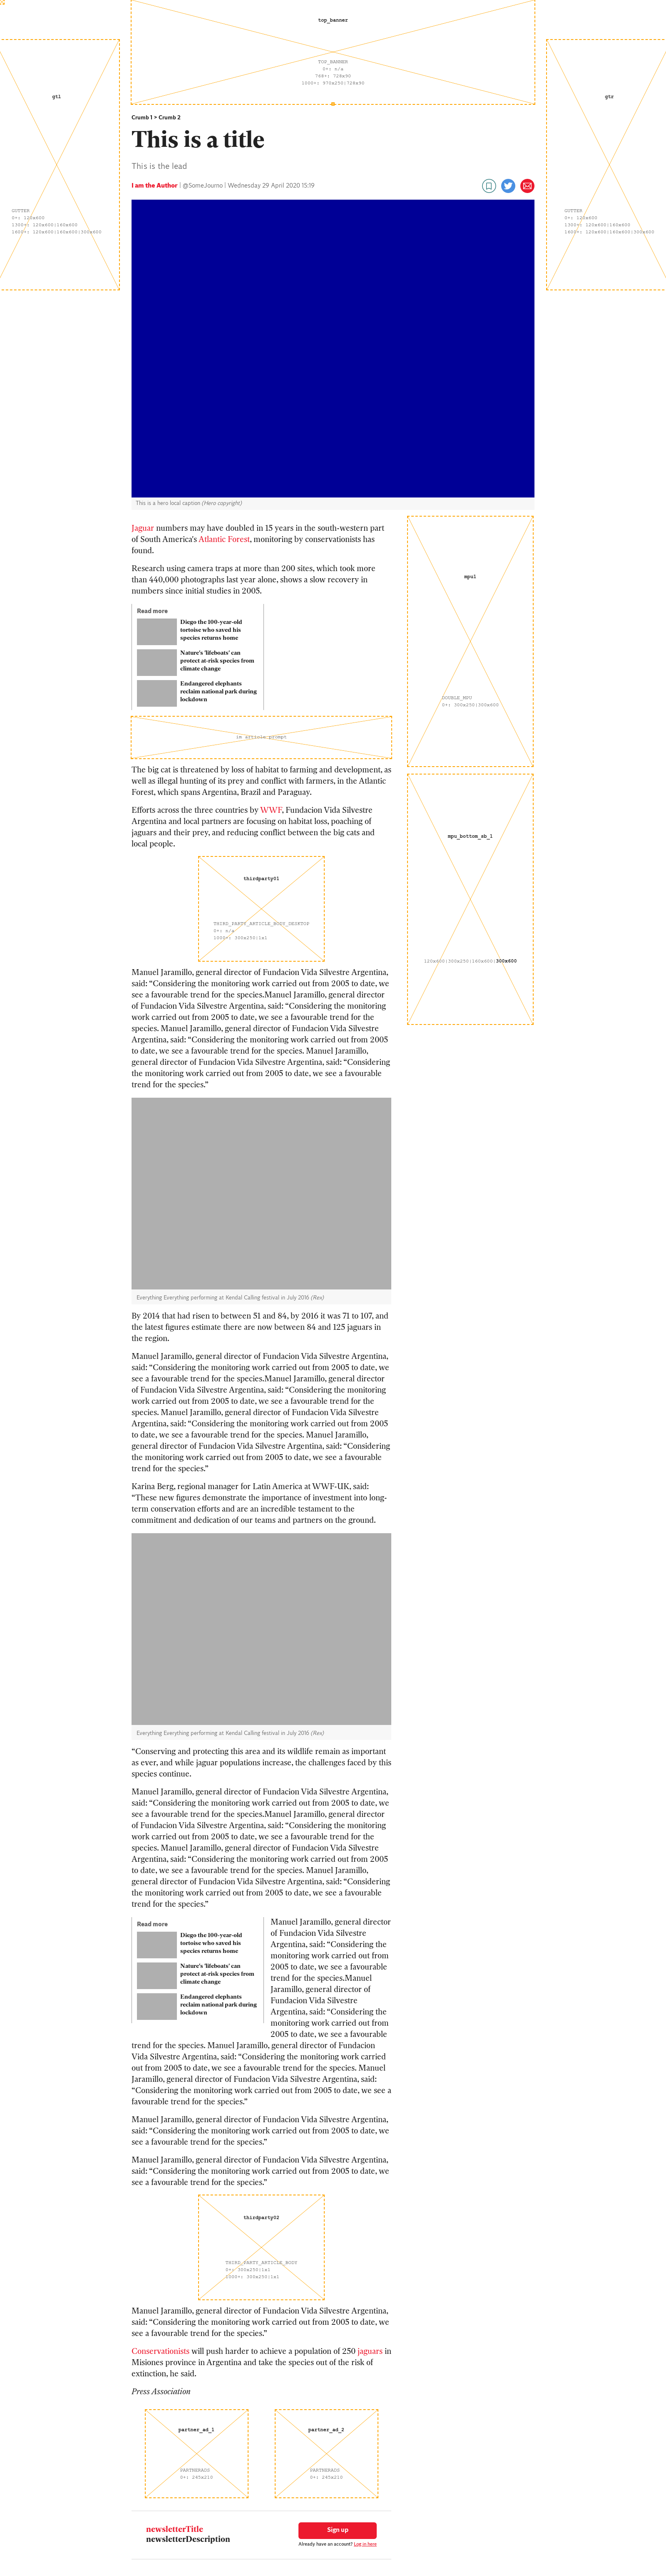 top_banner
TOP_BANNER
0+: n/a
768+: 728x90
1000+: 970x250|728x90
gtl
GUTTER
0+: 120x600
1300+: 120x600|160x600
1600+: 120x600|160x600|300x600
gtr
GUTTER
0+: 120x600
1300+: 120x600|160x600
1600+: 120x600|160x600|300x600
Crumb 1 > Crumb 2
This is a title
This is the lead
I am the Author | @SomeJourno | Wednesday 29 April 2020 15:19
This is a hero local caption (Hero copyright)
Jaguar numbers may have doubled in 15 years in the south-western part
of South America's Atlantic Forest, monitoring by conservationists has
found.
Research using camera traps at more than 200 sites, which took more
than 440,000 photographs last year alone, shows a slow recovery in
numbers since initial studies in 2005.
Read more
Diego the 100-year-old
tortoise who saved his
species returns home
Nature's 'lifeboats' can
protect at-risk species from
climate change
Endangered elephants
reclaim national park during
lockdown
in article prompt
mpu1
DOUBLE_MPU
0+: 300x250|300x600
mpu_bottom_ab_1
120x600|300x250|160x600|300x600
The big cat is threatened by loss of habitat to farming and development, as
well as illegal hunting of its prey and conflict with farmers, in the Atlantic
Forest, which spans Argentina, Brazil and Paraguay.
Efforts across the three countries by WWF, Fundacion Vida Silvestre
Argentina and local partners are focusing on habitat loss, poaching of
jaguars and their prey, and reducing conflict between the big cats and
local people.
thirdparty01
THIRD_PARTY_ARTICLE_BODY_DESKTOP
0+: n/a
1000+: 300x250|1x1
Manuel Jaramillo, general director of Fundacion Vida Silvestre Argentina,
said: “Considering the monitoring work carried out from 2005 to date, we
see a favourable trend for the species.Manuel Jaramillo, general director
of Fundacion Vida Silvestre Argentina, said: “Considering the monitoring
work carried out from 2005 to date, we see a favourable trend for the
species. Manuel Jaramillo, general director of Fundacion Vida Silvestre
Argentina, said: “Considering the monitoring work carried out from 2005
to date, we see a favourable trend for the species. Manuel Jaramillo,
general director of Fundacion Vida Silvestre Argentina, said: “Considering
the monitoring work carried out from 2005 to date, we see a favourable
trend for the species.”
Everything Everything performing at Kendal Calling festival in July 2016 (Rex)
By 2014 that had risen to between 51 and 84, by 2016 it was 71 to 107, and
the latest figures estimate there are now between 84 and 125 jaguars in
the region.
Manuel Jaramillo, general director of Fundacion Vida Silvestre Argentina,
said: “Considering the monitoring work carried out from 2005 to date, we
see a favourable trend for the species.Manuel Jaramillo, general director
of Fundacion Vida Silvestre Argentina, said: “Considering the monitoring
work carried out from 2005 to date, we see a favourable trend for the
species. Manuel Jaramillo, general director of Fundacion Vida Silvestre
Argentina, said: “Considering the monitoring work carried out from 2005
to date, we see a favourable trend for the species. Manuel Jaramillo,
general director of Fundacion Vida Silvestre Argentina, said: “Considering
the monitoring work carried out from 2005 to date, we see a favourable
trend for the species.”
Karina Berg, regional manager for Latin America at WWF-UK, said:
“These new figures demonstrate the importance of investment into long-
term conservation efforts and are an incredible testament to the
commitment and dedication of our teams and partners on the ground.
Everything Everything performing at Kendal Calling festival in July 2016 (Rex)
“Conserving and protecting this area and its wildlife remain as important
as ever, and while jaguar populations increase, the challenges faced by this
species continue.
Manuel Jaramillo, general director of Fundacion Vida Silvestre Argentina,
said: “Considering the monitoring work carried out from 2005 to date, we
see a favourable trend for the species.Manuel Jaramillo, general director
of Fundacion Vida Silvestre Argentina, said: “Considering the monitoring
work carried out from 2005 to date, we see a favourable trend for the
species. Manuel Jaramillo, general director of Fundacion Vida Silvestre
Argentina, said: “Considering the monitoring work carried out from 2005
to date, we see a favourable trend for the species. Manuel Jaramillo,
general director of Fundacion Vida Silvestre Argentina, said: “Considering
the monitoring work carried out from 2005 to date, we see a favourable
trend for the species.”
Read more
Diego the 100-year-old
tortoise who saved his
species returns home
Nature's 'lifeboats' can
protect at-risk species from
climate change
Endangered elephants
reclaim national park during
lockdown
Manuel Jaramillo, general director
of Fundacion Vida Silvestre
Argentina, said: “Considering the
monitoring work carried out from
2005 to date, we see a favourable
trend for the species.Manuel
Jaramillo, general director of
Fundacion Vida Silvestre
Argentina, said: “Considering the
monitoring work carried out from
2005 to date, we see a favourable
trend for the species. Manuel Jaramillo, general director of Fundacion
Vida Silvestre Argentina, said: “Considering the monitoring work carried
out from 2005 to date, we see a favourable trend for the species. Manuel
Jaramillo, general director of Fundacion Vida Silvestre Argentina, said:
“Considering the monitoring work carried out from 2005 to date, we see a
favourable trend for the species.”
Manuel Jaramillo, general director of Fundacion Vida Silvestre Argentina,
said: “Considering the monitoring work carried out from 2005 to date, we
see a favourable trend for the species.”
Manuel Jaramillo, general director of Fundacion Vida Silvestre Argentina,
said: “Considering the monitoring work carried out from 2005 to date, we
see a favourable trend for the species.”
thirdparty02
THIRD_PARTY_ARTICLE_BODY
0+: 300x250|1x1
1000+: 300x250|1x1
Manuel Jaramillo, general director of Fundacion Vida Silvestre Argentina,
said: “Considering the monitoring work carried out from 2005 to date, we
see a favourable trend for the species.”
Conservationists will push harder to achieve a population of 250 jaguars in
Misiones province in Argentina and take the species out of the risk of
extinction, he said.
Press Association
partner_ad_1
PARTNERADS
0+: 245x210
partner_ad_2
PARTNERADS
0+: 245x210
newsletterTitle
newsletterDescription
Sign up
Already have an account? Log in here